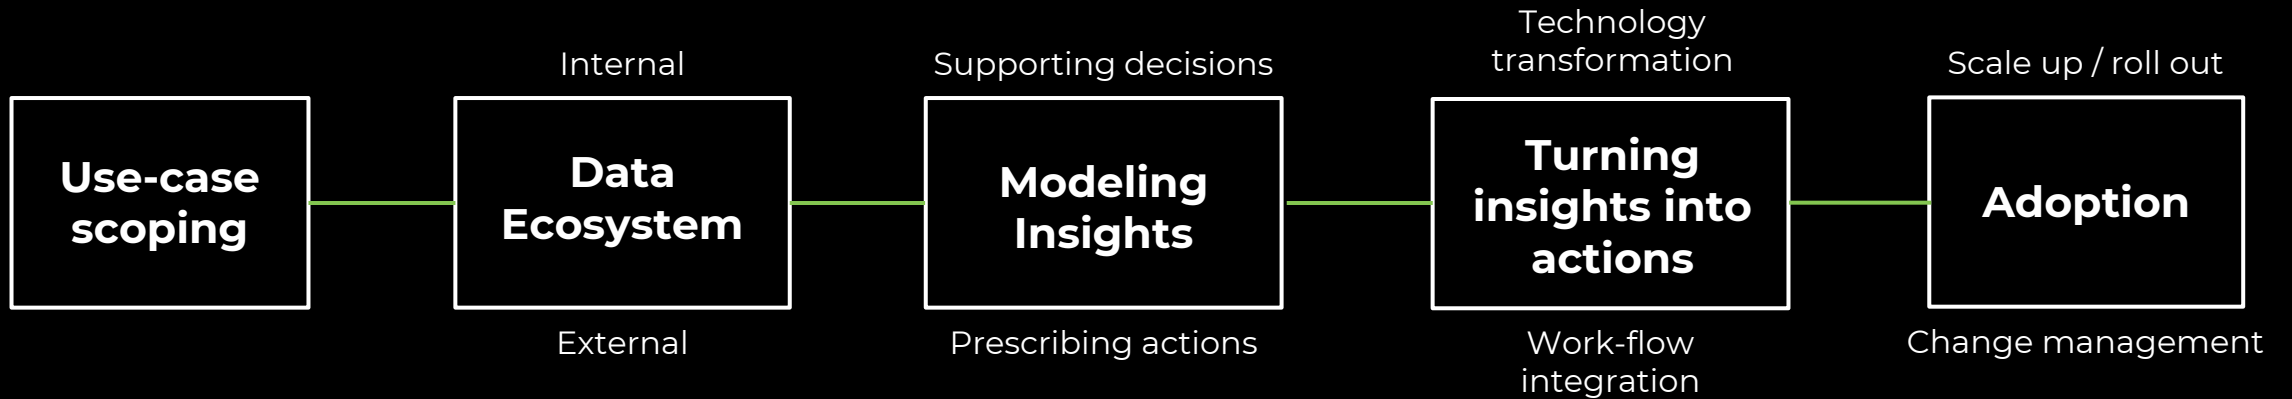 Use-case
scoping
Internal
Data
Ecosystem
External
Supporting decisions
Modeling
Insights
Prescribing actions
Technology
transformation
Turning
insights into
actions
Work-flow
integration
Scale up / roll out
Adoption
Change management